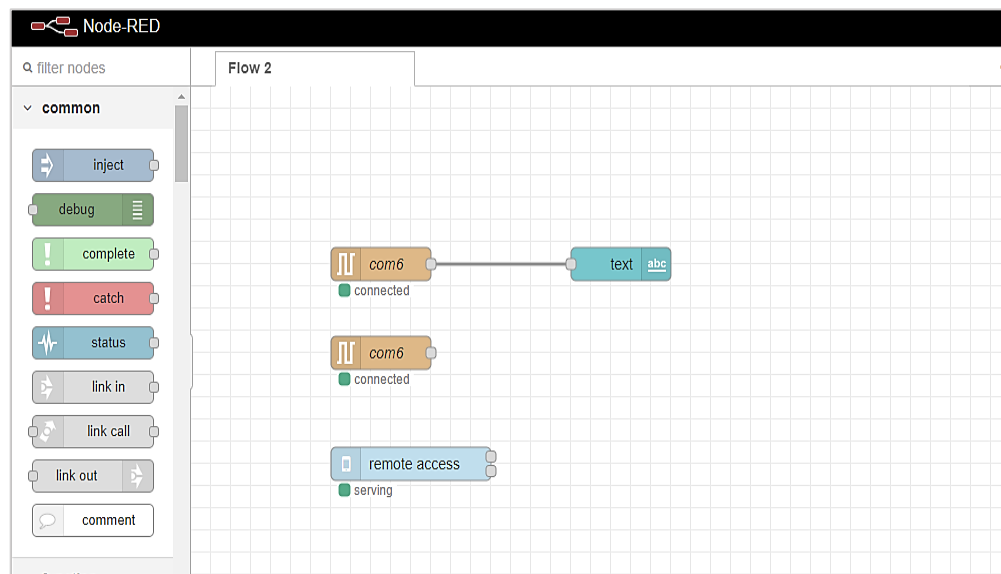 Node-RED
filter nodes
Flow 2
common
inject
debug
complete
catch
status
link in
link call
link out
comment
com6
connected
text
abc
com6
connected
remote access
serving